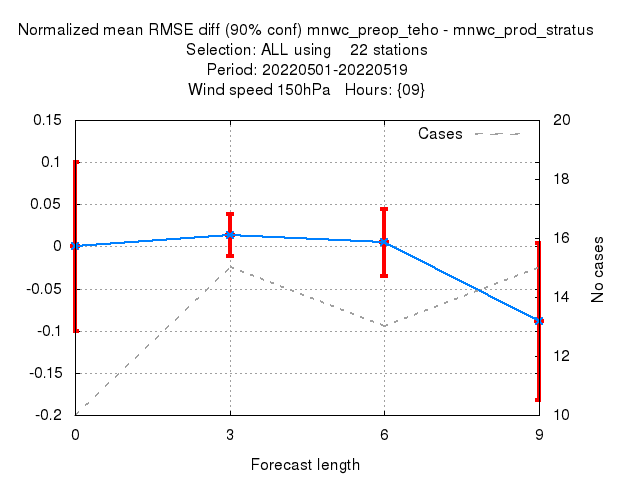 Normalized mean RMSE diff (90% conf) mnwc_preop_teho - mnwc_prod_stratus
Selection: ALL using    22 stations
Period: 20220501-20220519
Wind speed 150hPa   Hours: {09}
Cases
0.15
0.1
0.05
0
-0.05
-0.1
-0.15
-0.2
20
18
16
14
12
10
No cases
0
3
6
9
Forecast length